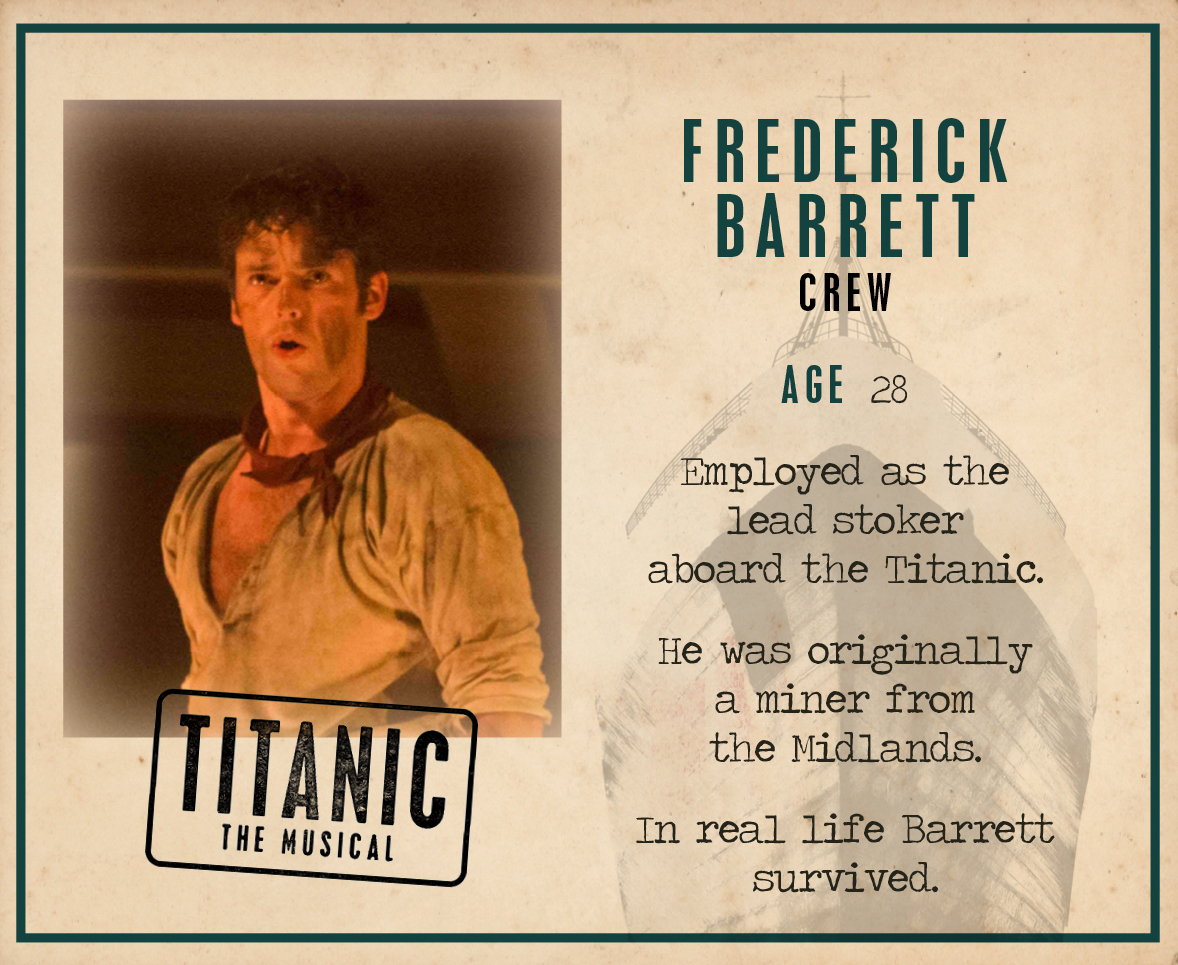 FREDERICK
BARRETT
CREW
AGE 28
Employed as the
lead stoker
aboard the Titanic.
He was originally
a miner from
the Midlands.
In real life Barrett
survived.
TITANIC
THE MUSICAL